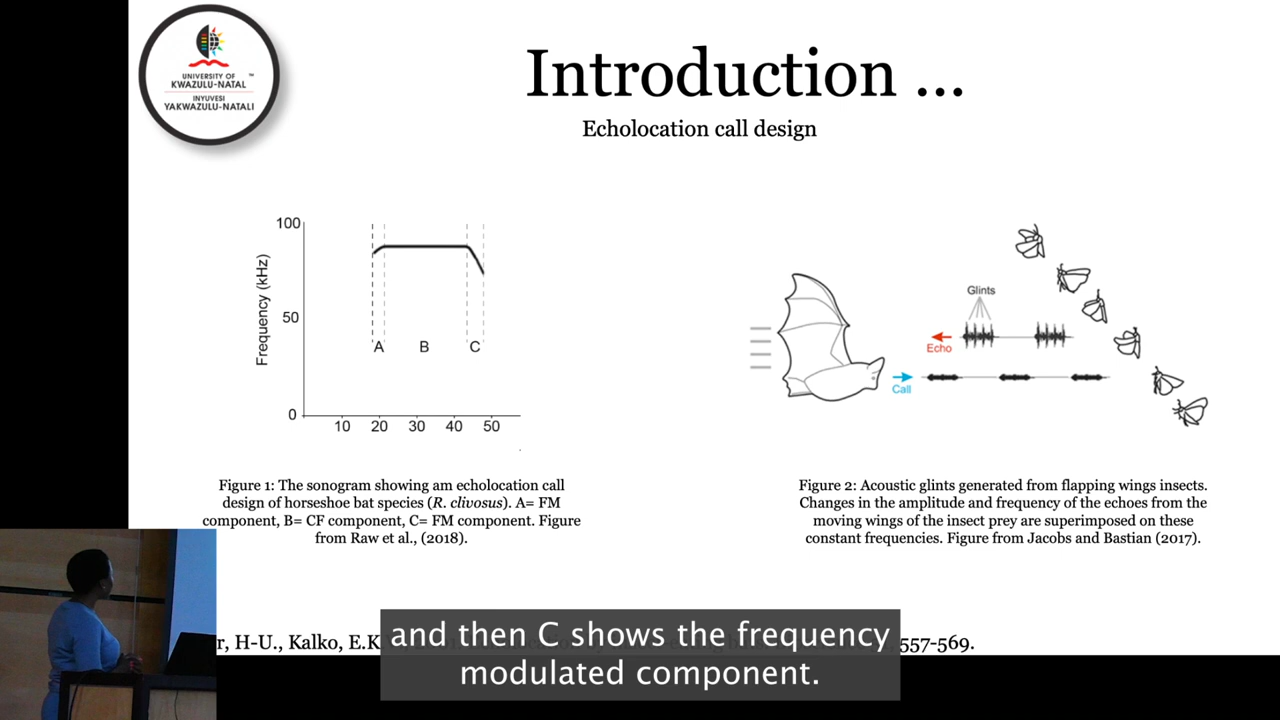 UNIVERSITY OF ™
KWAZULU-NATAL
INYUVESI
YAKWAZULU-NATALI
Introduction ...
Echolocation call design
Frequency (kHz)
100
50
0
A B C
10 20 30 40 50
Glints
Echo
Call
Figure 1: The sonogram showing am echolocation call
design of horseshoe bat species (R. clivosus). A= FM
component, B= CF component, C= FM component. Figure
from Raw et al., (2018).
Figure 2: Acoustic glints generated from flapping wings insects.
Changes in the amplitude and frequency of the echoes from the
moving wings of the insect prey are superimposed on these
constant frequencies. Figure from Jacobs and Bastian (2017).
r, H-U., Kalko, E.K. 557-569.
and then C shows the frequency
modulated component.